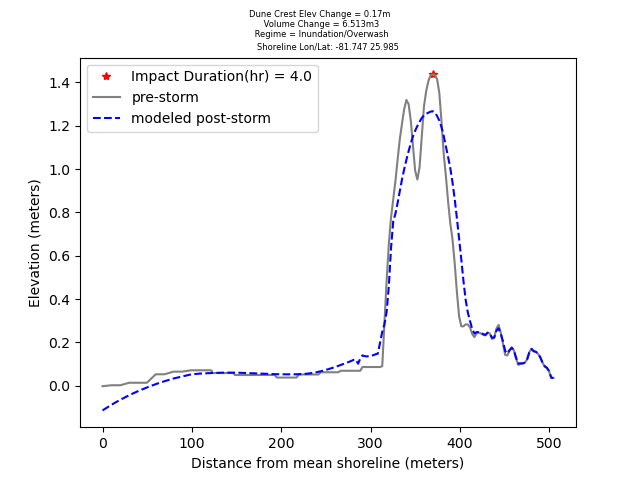 Dune Crest Elev Change = 0.17m
Volume Change = 6.513m3
Regime = Inundation/Overwash
Shoreline Lon/Lat: -81.747 25.985
Impact Duration(hr) = 4.0
pre-storm
modeled post-storm
Elevation (meters)
1.4
1.2
1.0
0.8
0.6
0.4
0.2
0.0
0 100 200 300 400 500
Distance from mean shoreline (meters)